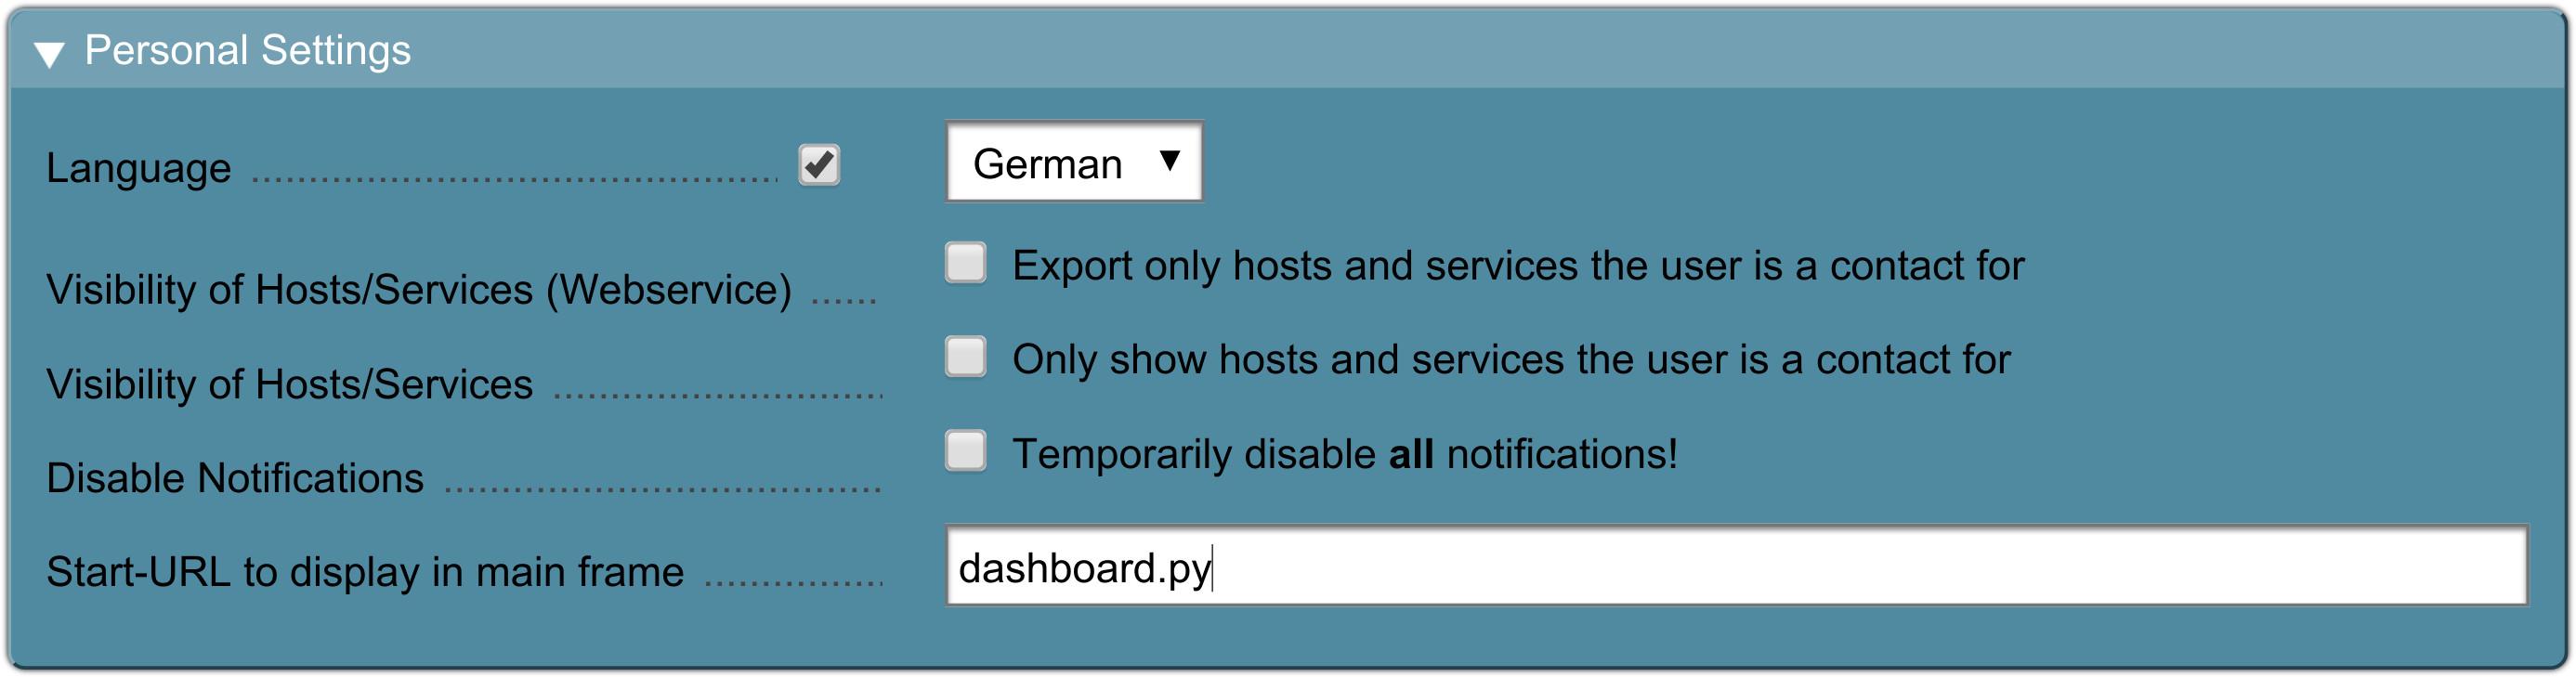 Personal Settings
Language German
Visibility of Hosts/Services (Webservice) Export only hosts and services the user is a contact for
Visibility of Hosts/Services Only show hosts and services the user is a contact for
Disable Notifications Temporarily disable all notifications!
Start-URL to display in main frame dashboard.py